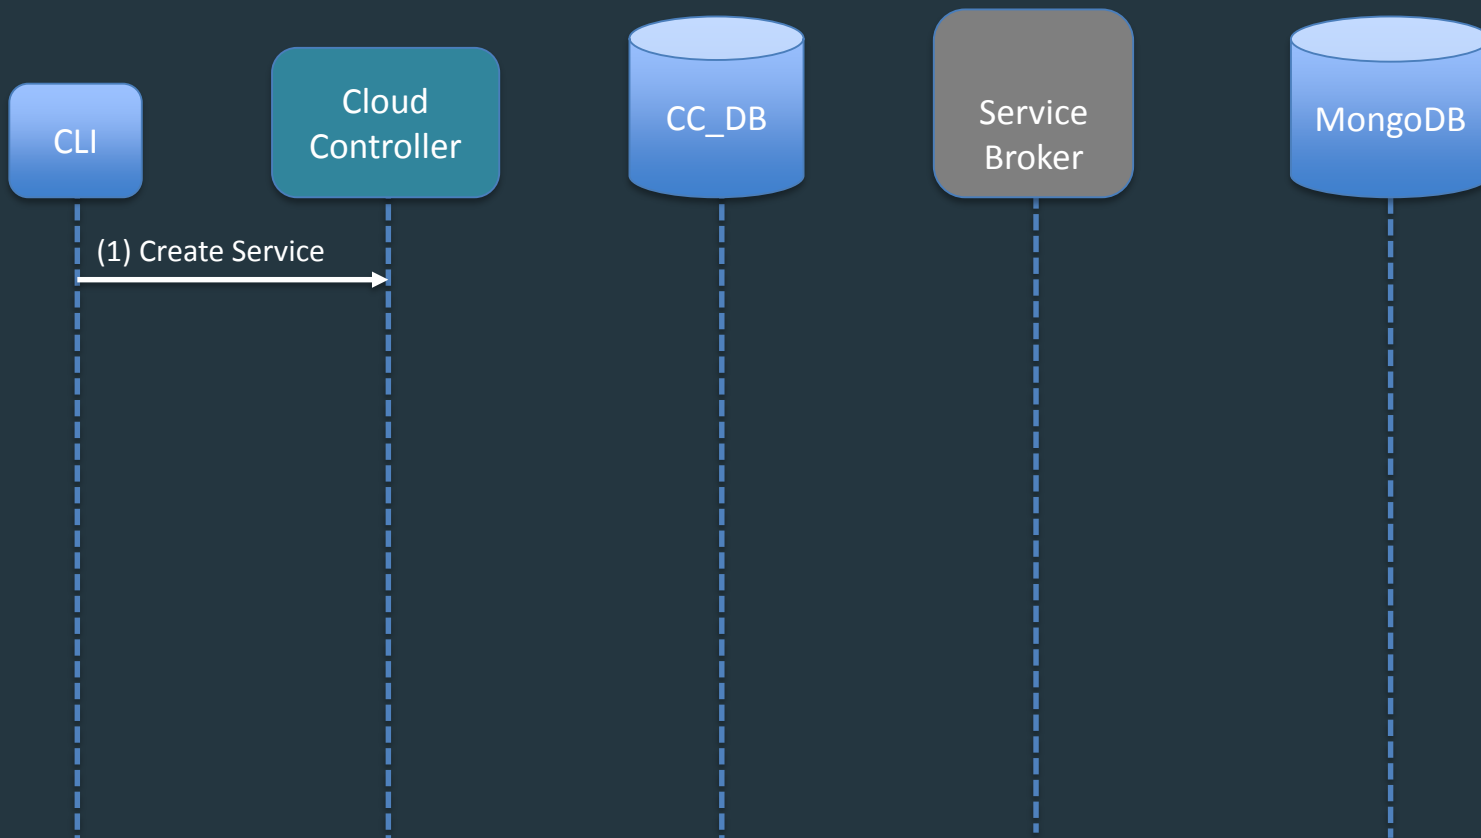 CLI
Cloud
Controller
CC_DB
Service
Broker
MongoDB
(1) Create Service